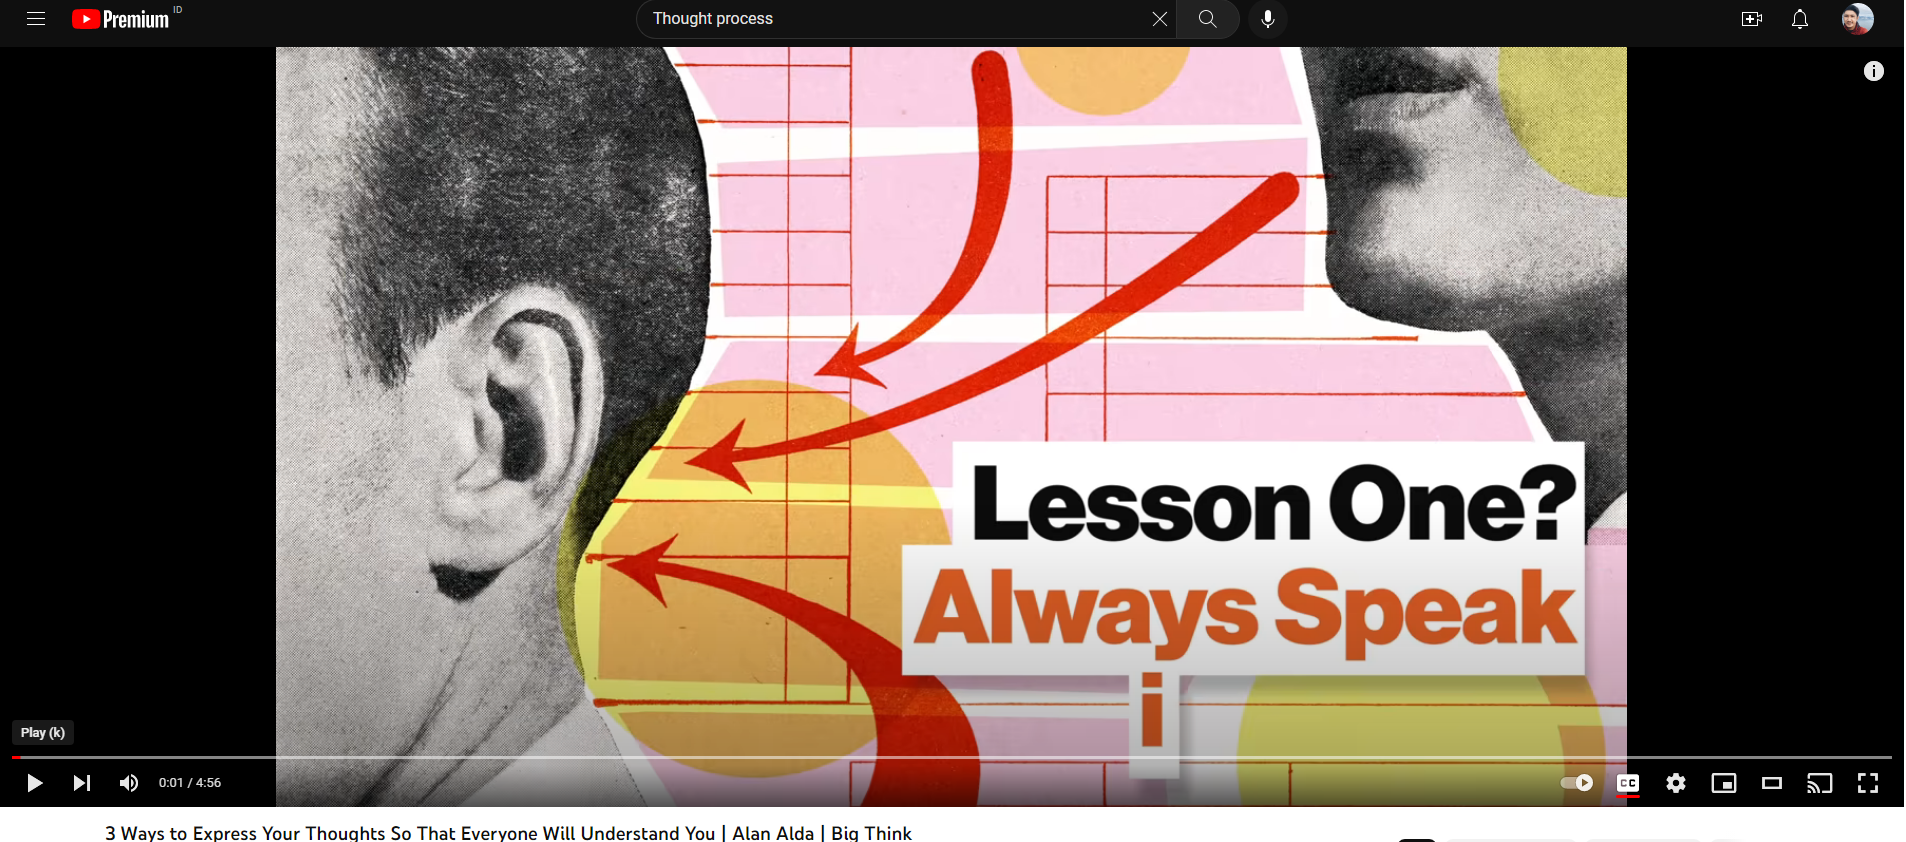 Premium ID
Thought process
Lesson One?
Always Speak
i
Play (k)
0:01 / 4:56
CC
3 Ways to Express Your Thoughts So That Everyone Will Understand You | Alan Alda | Big Think